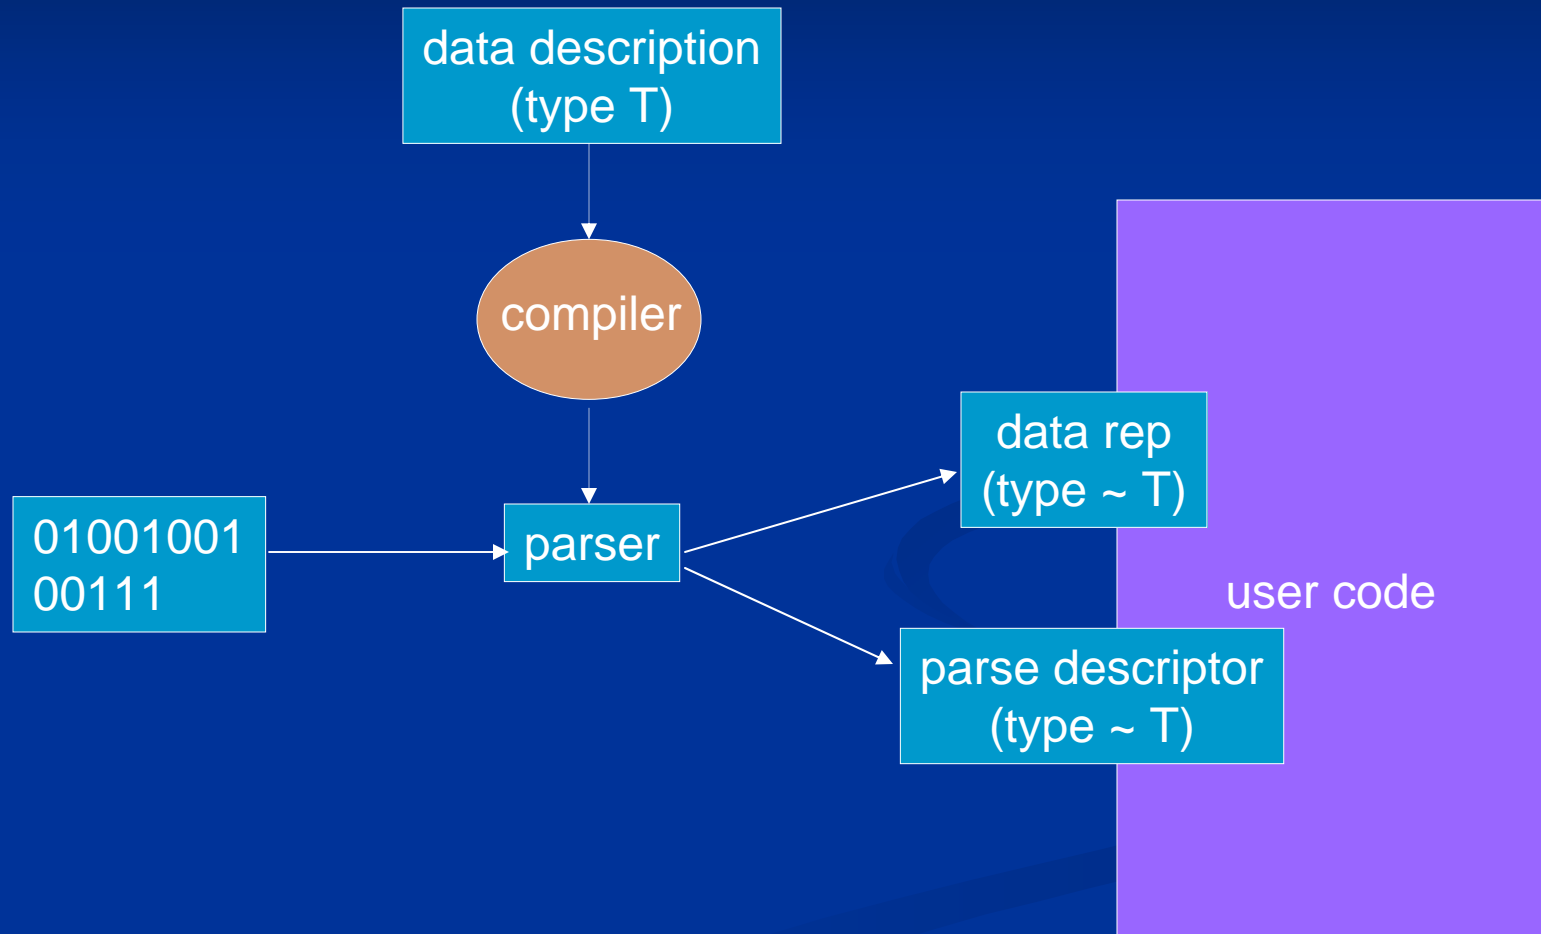 data description
(type T)
compiler
data rep
(type ~ T)
01001001
00111
parser
user code
parse descriptor
(type ~ T)